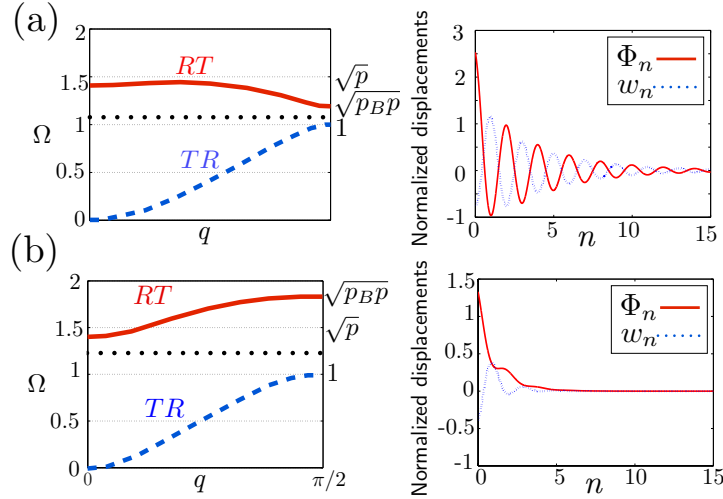 (a)
2
1.5
1
0.5
0
Ω
q
RT
TR
√p
√p_Bp
1
Normalized displacements
3
2
1
0
-1
0
5
10
15
n
Φ_n
w_n
(b)
2
1.5
1
0.5
0
Ω
0
q
π/2
RT
TR
√p_Bp
√p
1
Normalized displacements
1.5
1
0.5
0
-0.5
-1
0
5
10
15
n
Φ_n
w_n